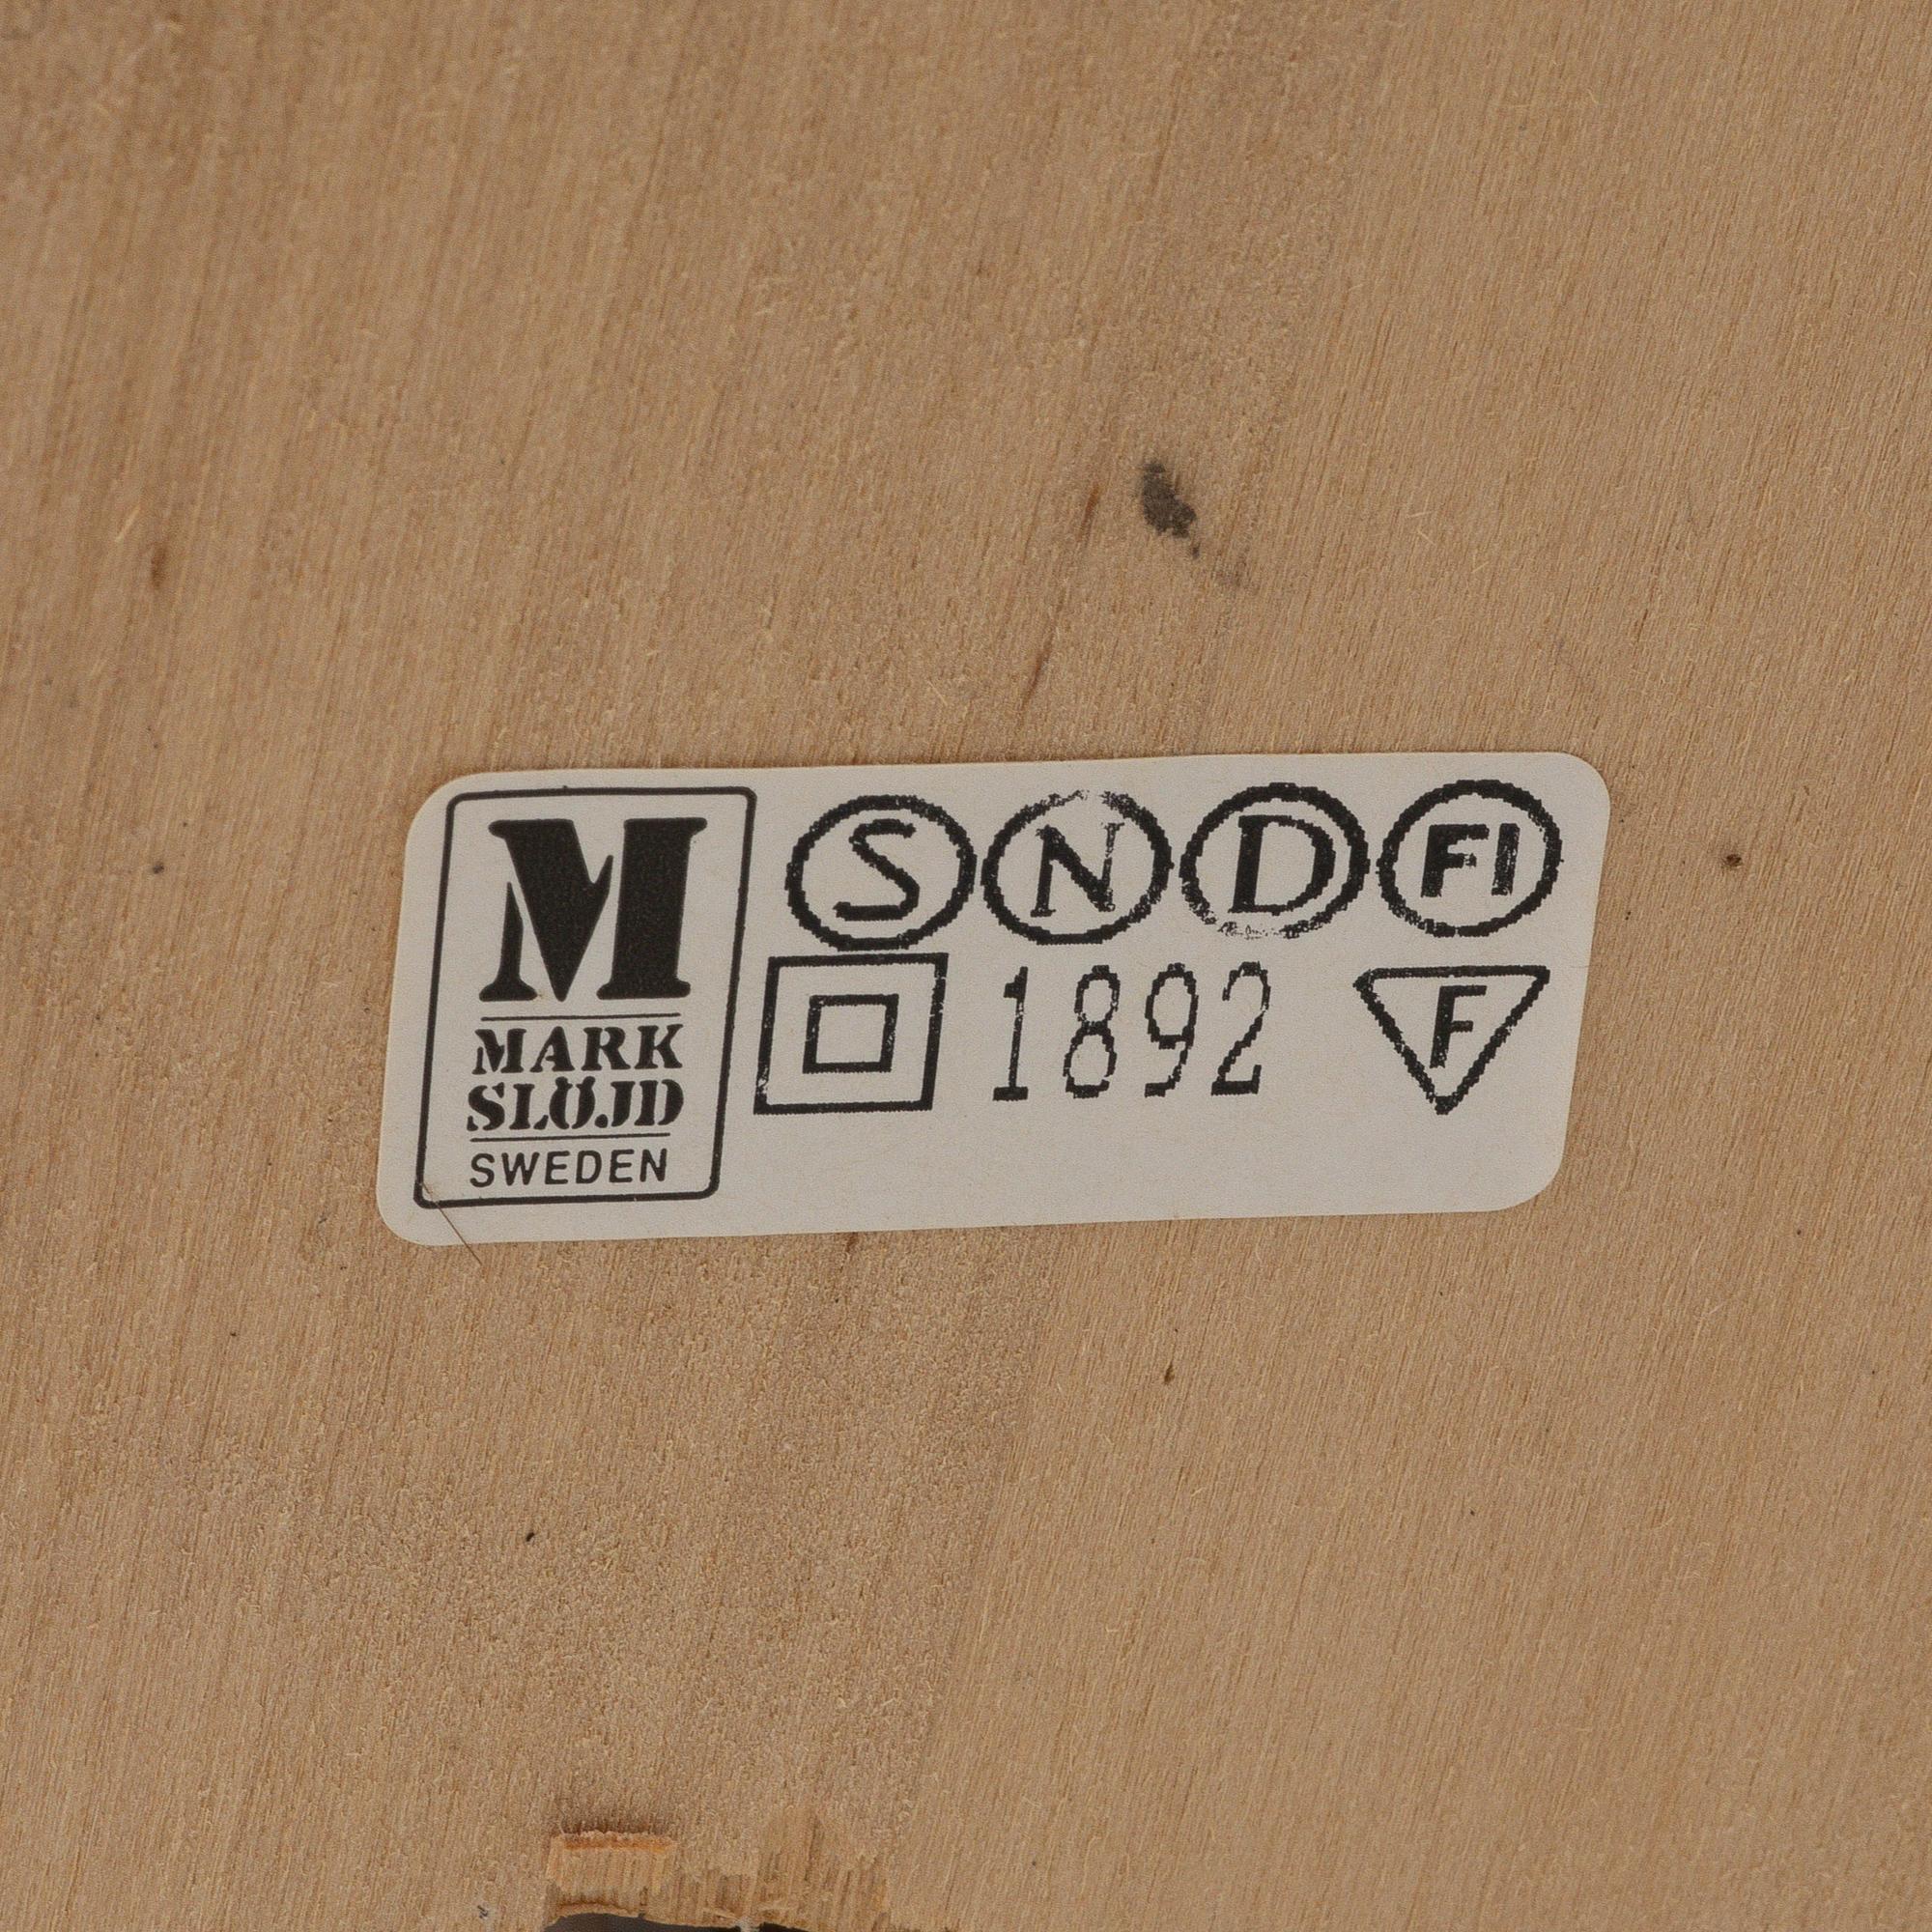 M
MARK
SLÖJD
SWEDEN
S N D FI
1892 F